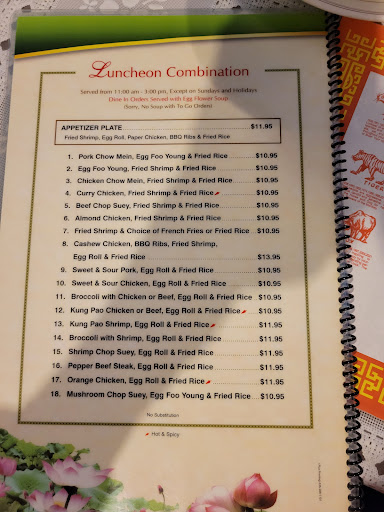 Luncheon Combination
Served from 11:00 am - 3:00 pm, Except on Sundays and Holidays
Dine In Orders Served with Egg Flower Soup
(Sorry, No Soup with To Go Orders)
APPETIZER PLATE $11.95
Fried Shrimp, Egg Roll, Paper Chicken, BBQ Ribs & Fried Rice
1. Pork Chow Mein, Egg Foo Young & Fried Rice $10.95
2. Egg Foo Young, Fried Shrimp & Fried Rice $10.95
3. Chicken Chow Mein, Fried Shrimp & Fried Rice $10.95
4. Curry Chicken, Fried Shrimp & Fried Rice $10.95
5. Beef Chop Suey, Fried Shrimp & Fried Rice $10.95
6. Almond Chicken, Fried Shrimp & Fried Rice $10.95
7. Fried Shrimp & Choice of French Fries or Fried Rice $10.95
8. Cashew Chicken, BBQ Ribs, Fried Shrimp,
Egg Roll & Fried Rice $13.95
9. Sweet & Sour Pork, Egg Roll & Fried Rice $10.95
10. Sweet & Sour Chicken, Egg Roll & Fried Rice $10.95
11. Broccoli with Chicken or Beef, Egg Roll & Fried Rice $10.95
12. Kung Pao Chicken or Beef, Egg Roll & Fried Rice $10.95
13. Kung Pao Shrimp, Egg Roll & Fried Rice $11.95
14. Broccoli with Shrimp, Egg Roll & Fried Rice $11.95
15. Shrimp Chop Suey, Egg Roll & Fried Rice $11.95
16. Pepper Beef Steak, Egg Roll & Fried Rice $11.95
17. Orange Chicken, Egg Roll & Fried Rice $11.95
18. Mushroom Chop Suey, Egg Foo Young & Fried Rice $10.95
No Substitution
Hot & Spicy